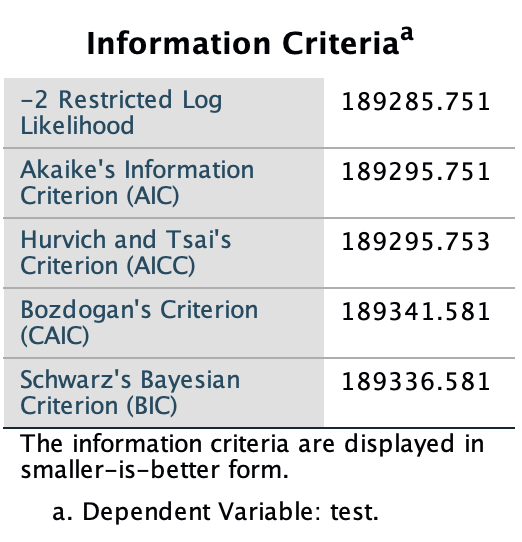 Information Criteriaa
-2 Restricted Log
Likelihood
189285.751
Akaike's Information
Criterion (AIC)
189295.751
Hurvich and Tsai's
Criterion (AICC)
189295.753
Bozdogan's Criterion
(CAIC)
189341.581
Schwarz's Bayesian
Criterion (BIC)
189336.581
The information criteria are displayed in
smaller-is-better form.
a. Dependent Variable: test.